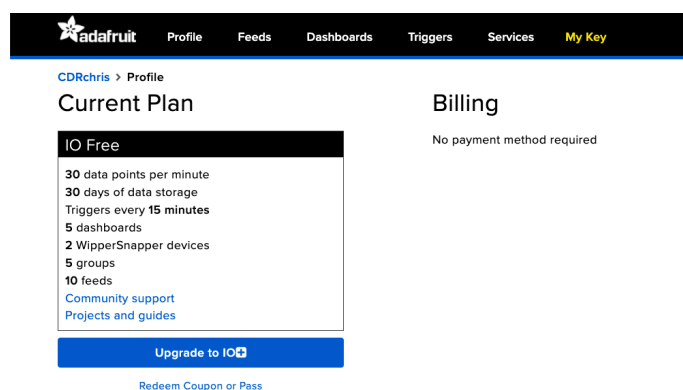 adafruit Profile Feeds Dashboards Triggers Services My Key
CDRchris > Profile
Current Plan
Billing
IO Free
No payment method required
30 data points per minute
30 days of data storage
Triggers every 15 minutes
5 dashboards
2 WipperSnapper devices
5 groups
10 feeds
Community support
Projects and guides
Upgrade to IO+
Redeem Coupon or Pass